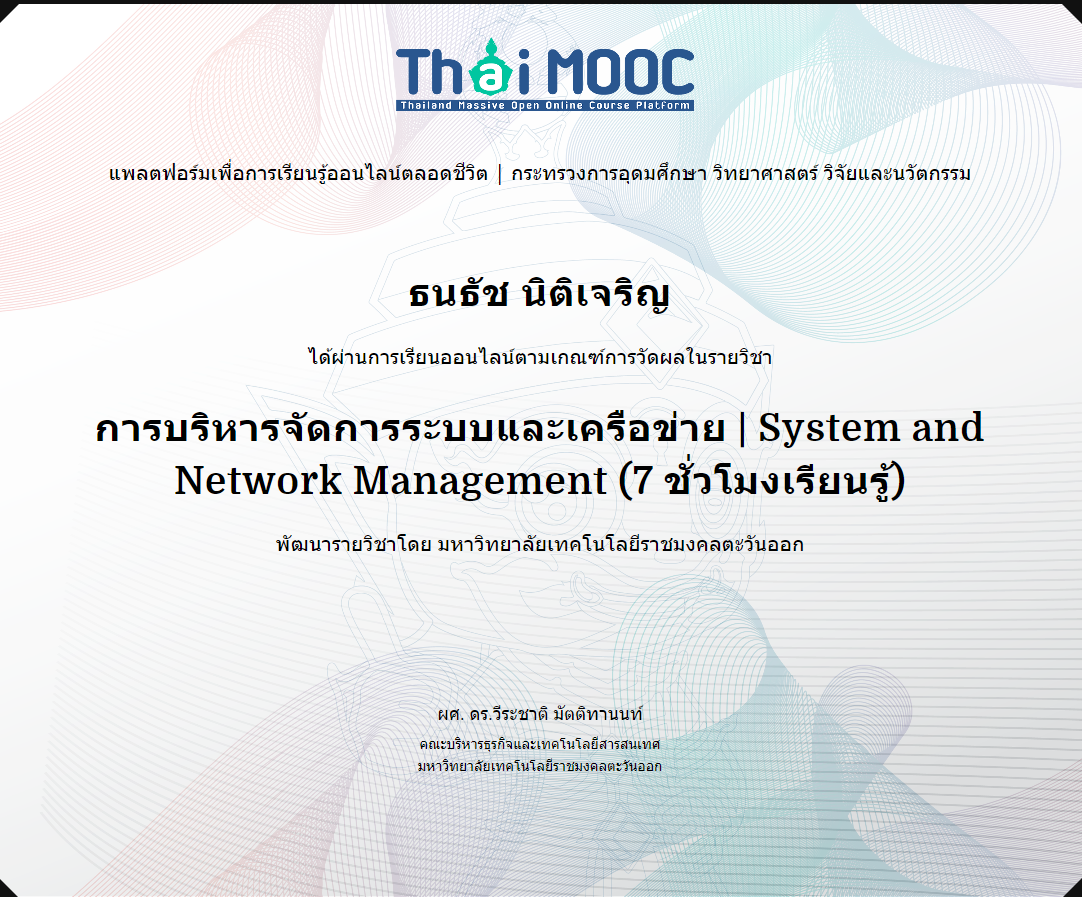 Thai MOOC
Thailand Massive Open Online Course Platform
แพลตฟอร์มเพื่อการเรียนรู้ออนไลน์ตลอดชีวิต | กระทรวงการอุดมศึกษา วิทยาศาสตร์ วิจัยและนวัตกรรม
ธนธัช นิติเจริญ
ได้ผ่านการเรียนออนไลน์ตามเกณฑ์การวัดผลในรายวิชา
การบริหารจัดการระบบและเครือข่าย | System and
Network Management (7 ชั่วโมงเรียนรู้)
พัฒนารายวิชาโดย มหาวิทยาลัยเทคโนโลยีราชมงคลตะวันออก
ผศ. ดร.วีระชาติ มัตติทานนท์
คณะบริหารธุรกิจและเทคโนโลยีสารสนเทศ
มหาวิทยาลัยเทคโนโลยีราชมงคลตะวันออก